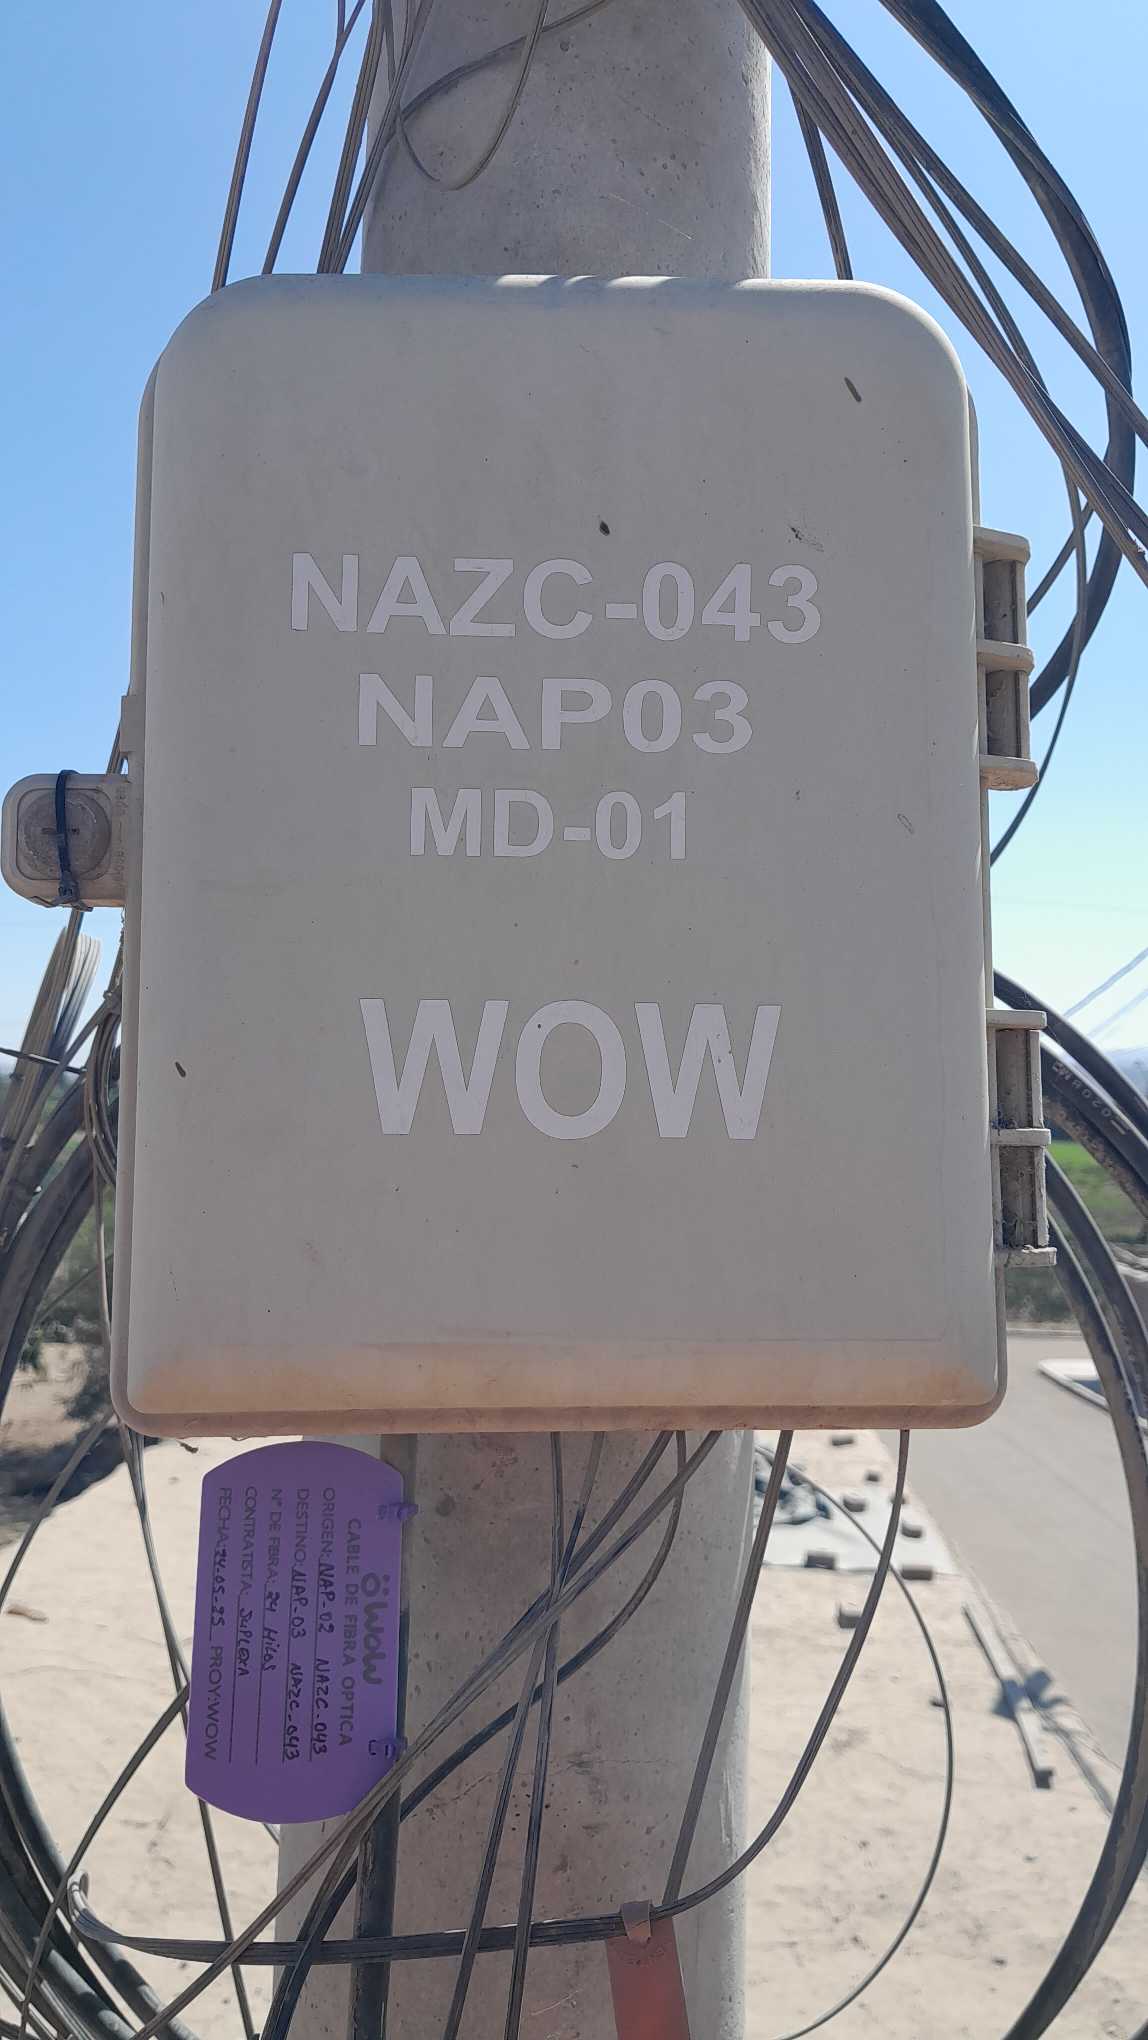 NAZC-043
NAP03
MD-01
WOW
wow
CABLE DE FIBRA OPTICA
ORIGEN: NAP-02 NAZC-043
DESTINO: NAP-03 NAZC-043
N° DE FIBRA: 24 Hilos
CONTRATISTA: SUPLEXA
FECHA: 24-05-25 PROY: WOW